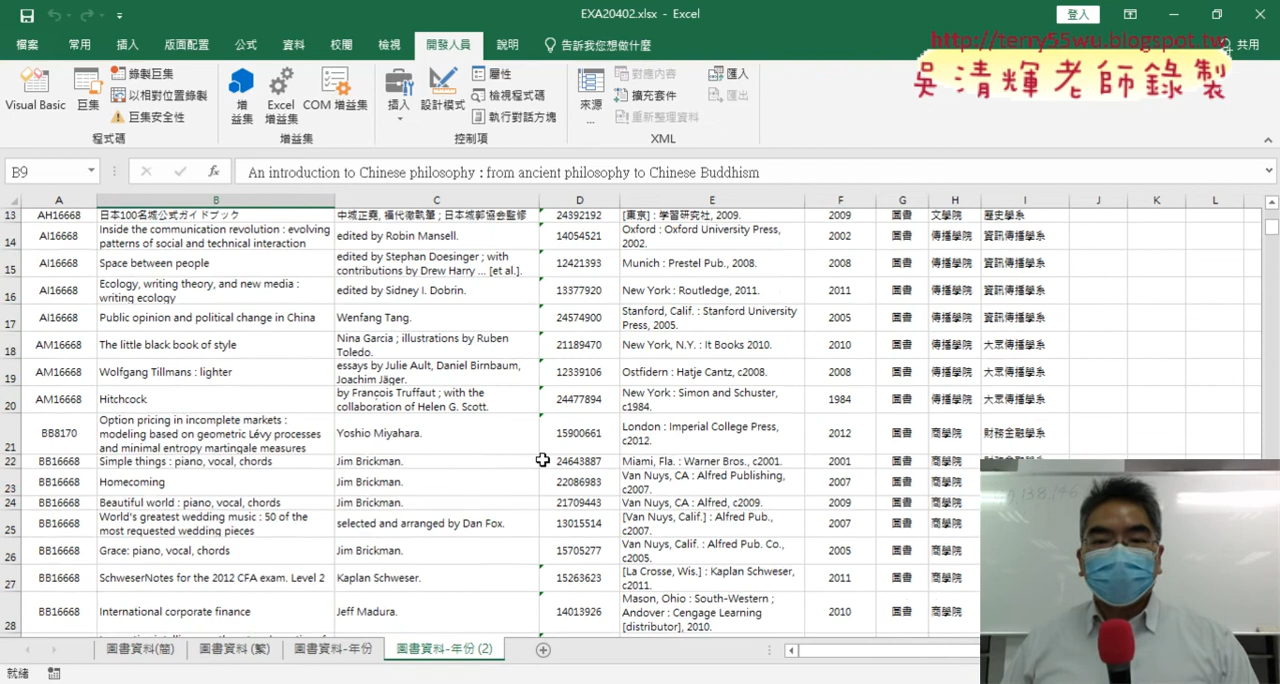 EXA20402.xlsx - Excel
登入
檔案 常用 插入 版面配置 公式 資料 校閱 檢視 開發人員 說明 告訴我您想做什麼 共用
http://terry55wu.blogspot.tw
吳清輝老師錄製
Visual Basic 巨集 錄製巨集 以相對位置錄製 巨集安全性 程式碼
增益集 Excel 增益集 COM 增益集 增益集
插入 設計模式 屬性 檢視程式碼 執行對話方塊 控制項
來源... 對應內容 擴充套件 重新整理資料 匯入 匯出 XML
B9 fx An introduction to Chinese philosophy : from ancient philosophy to Chinese Buddhism
A B C D E F G H I J K L
13 AH16668 日本100名城公式ガイドブック 中城正堯, 福代徹執筆 ; 日本城郭協会監修 24392192 [東京] : 学習研究社, 2009. 2009 圖書 文學院 歷史學系
14 AI16668 Inside the communication revolution : evolving patterns of social and technical interaction edited by Robin Mansell. 14054521 Oxford : Oxford University Press, 2002. 2002 圖書 傳播學院 資訊傳播學系
15 AI16668 Space between people edited by Stephan Doesinger ; with contributions by Drew Harry ... [et al.]. 12421393 Munich : Prestel Pub., 2008. 2008 圖書 傳播學院 資訊傳播學系
16 AI16668 Ecology, writing theory, and new media : writing ecology edited by Sidney I. Dobrin. 13377920 New York : Routledge, 2011. 2011 圖書 傳播學院 資訊傳播學系
17 AI16668 Public opinion and political change in China Wenfang Tang. 24574900 Stanford, Calif. : Stanford University Press, 2005. 2005 圖書 傳播學院 資訊傳播學系
18 AM16668 The little black book of style Nina Garcia ; illustrations by Ruben Toledo. 21189470 New York, N.Y. : It Books 2010. 2010 圖書 傳播學院 大眾傳播學系
19 AM16668 Wolfgang Tillmans : lighter essays by Julie Ault, Daniel Birnbaum, Joachim Jäger. 12339106 Ostfidern : Hatje Cantz, c2008. 2008 圖書 傳播學院 大眾傳播學系
20 AM16668 Hitchcock by François Truffaut ; with the collaboration of Helen G. Scott. 24477894 New York : Simon and Schuster, c1984. 1984 圖書 傳播學院 大眾傳播學系
21 BB8170 Option pricing in incomplete markets : modeling based on geometric Lévy processes and minimal entropy martingale measures Yoshio Miyahara. 15900661 London : Imperial College Press, c2012. 2012 圖書 商學院 財務金融學系
22 BB16668 Simple things : piano, vocal, chords Jim Brickman. 24643887 Miami, Fla. : Warner Bros., c2001. 2001 圖書 商學院
23 BB16668 Homecoming Jim Brickman. 22086983 Van Nuys, CA : Alfred Publishing, c2007. 2007 圖書 商學院
24 BB16668 Beautiful world : piano, vocal, chords Jim Brickman. 21709443 Van Nuys, CA : Alfred, c2009. 2009 圖書 商學院
25 BB16668 World's greatest wedding music : 50 of the most requested wedding pieces selected and arranged by Dan Fox. 13015514 [Van Nuys, Calif.] : Alfred Pub., c2007. 2007 圖書 商學院
26 BB16668 Grace: piano, vocal, chords Jim Brickman. 15705277 Van Nuys, Calif. : Alfred Pub. Co., c2005. 2005 圖書 商學院
27 BB16668 SchweserNotes for the 2012 CFA exam. Level 2 Kaplan Schweser. 15263623 [La Crosse, Wis.] : Kaplan Schweser, c2011. 2011 圖書 商學院
28 BB16668 International corporate finance Jeff Madura. 14013926 Mason, Ohio : South-Western ; Andover : Cengage Learning [distributor], 2010. 2010 圖書 商學院
圖書資料(簡) 圖書資料 (繁) 圖書資料-年份 圖書資料-年份 (2)
就緒